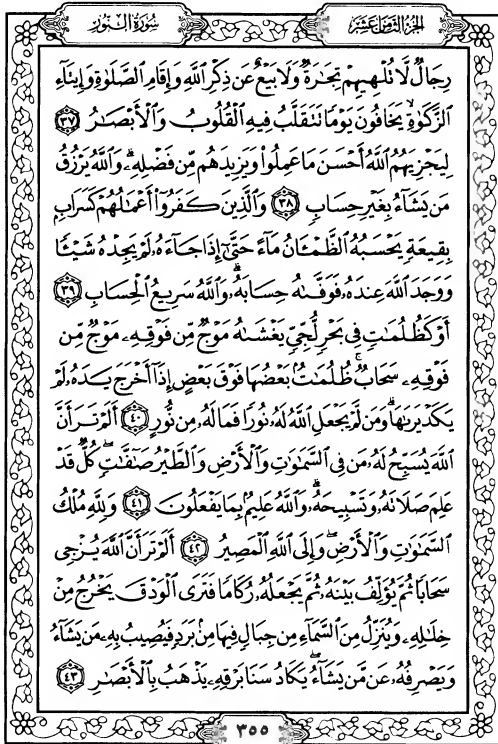 الجزء الثامن عشر
سورة النور
رِجَالٌ لَّا تُلْهِيهِمْ تِجَٰرَةٌ وَلَا بَيْعٌ عَن ذِكْرِ ٱللَّهِ وَإِقَامِ ٱلصَّلَوٰةِ وَإِيتَآءِ
ٱلزَّكَوٰةِ يَخَافُونَ يَوْمًا تَتَقَلَّبُ فِيهِ ٱلْقُلُوبُ وَٱلْأَبْصَٰرُ ٣٧
لِيَجْزِيَهُمُ ٱللَّهُ أَحْسَنَ مَا عَمِلُوا۟ وَيَزِيدَهُم مِّن فَضْلِهِۦ وَٱللَّهُ يَرْزُقُ
مَن يَشَآءُ بِغَيْرِ حِسَابٍ ٣٨ وَٱلَّذِينَ كَفَرُوٓا۟ أَعْمَٰلُهُمْ كَسَرَابٍۭ
بِقِيعَةٍ يَحْسَبُهُ ٱلظَّمْـَٔانُ مَآءً حَتَّىٰٓ إِذَا جَآءَهُۥ لَمْ يَجِدْهُ شَيْـًٔا
وَوَجَدَ ٱللَّهَ عِندَهُۥ فَوَفَّىٰهُ حِسَابَهُۥ وَٱللَّهُ سَرِيعُ ٱلْحِسَابِ ٣٩
أَوْ كَظُلُمَٰتٍ فِى بَحْرٍ لُّجِّىٍّ يَغْشَىٰهُ مَوْجٌ مِّن فَوْقِهِۦ مَوْجٌ مِّن
فَوْقِهِۦ سَحَابٌ ظُلُمَٰتٌۢ بَعْضُهَا فَوْقَ بَعْضٍ إِذَآ أَخْرَجَ يَدَهُۥ لَمْ
يَكَدْ يَرَىٰهَا وَمَن لَّمْ يَجْعَلِ ٱللَّهُ لَهُۥ نُورًا فَمَا لَهُۥ مِن نُّورٍ ٤٠ أَلَمْ تَرَ أَنَّ
ٱللَّهَ يُسَبِّحُ لَهُۥ مَن فِى ٱلسَّمَٰوَٰتِ وَٱلْأَرْضِ وَٱلطَّيْرُ صَٰٓفَّٰتٍ كُلٌّ قَدْ
عَلِمَ صَلَاتَهُۥ وَتَسْبِيحَهُۥ وَٱللَّهُ عَلِيمٌۢ بِمَا يَفْعَلُونَ ٤١ وَلِلَّهِ مُلْكُ
ٱلسَّمَٰوَٰتِ وَٱلْأَرْضِ وَإِلَى ٱللَّهِ ٱلْمَصِيرُ ٤٢ أَلَمْ تَرَ أَنَّ ٱللَّهَ يُزْجِى
سَحَابًا ثُمَّ يُؤَلِّفُ بَيْنَهُۥ ثُمَّ يَجْعَلُهُۥ رُكَامًا فَتَرَى ٱلْوَدْقَ يَخْرُجُ مِنْ
خِلَٰلِهِۦ وَيُنَزِّلُ مِنَ ٱلسَّمَآءِ مِن جِبَالٍ فِيهَا مِنۢ بَرَدٍ فَيُصِيبُ بِهِۦ مَن يَشَآءُ
وَيَصْرِفُهُۥ عَن مَّن يَشَآءُ يَكَادُ سَنَا بَرْقِهِۦ يَذْهَبُ بِٱلْأَبْصَٰرِ ٤٣
٣٥٥